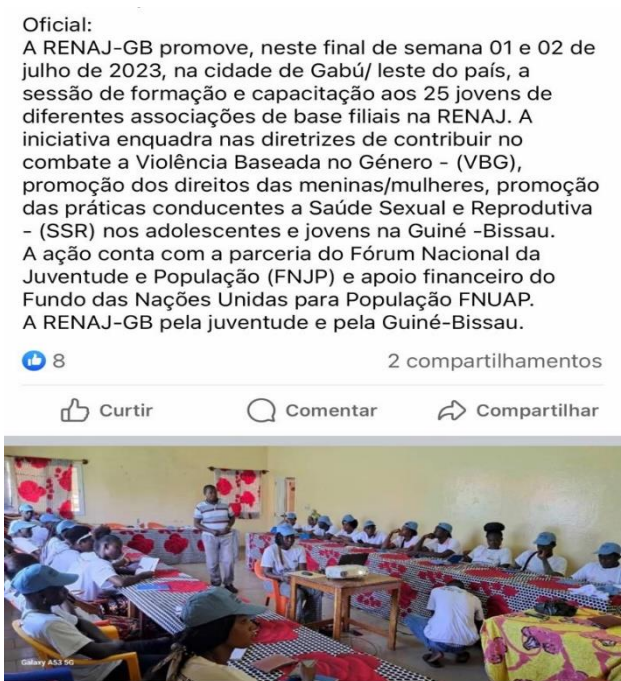 Oficial:
A RENAJ-GB promove, neste final de semana 01 e 02 de
julho de 2023, na cidade de Gabú/ leste do país, a
sessão de formação e capacitação aos 25 jovens de
diferentes associações de base filiais na RENAJ. A
iniciativa enquadra nas diretrizes de contribuir no
combate a Violência Baseada no Género - (VBG),
promoção dos direitos das meninas/mulheres, promoção
das práticas conducentes a Saúde Sexual e Reprodutiva
- (SSR) nos adolescentes e jovens na Guiné -Bissau.
A ação conta com a parceria do Fórum Nacional da
Juventude e População (FNJP) e apoio financeiro do
Fundo das Nações Unidas para População FNUAP.
A RENAJ-GB pela juventude e pela Guiné-Bissau.
8 2 compartilhamentos
Curtir Comentar Compartilhar
Galaxy A53 5G